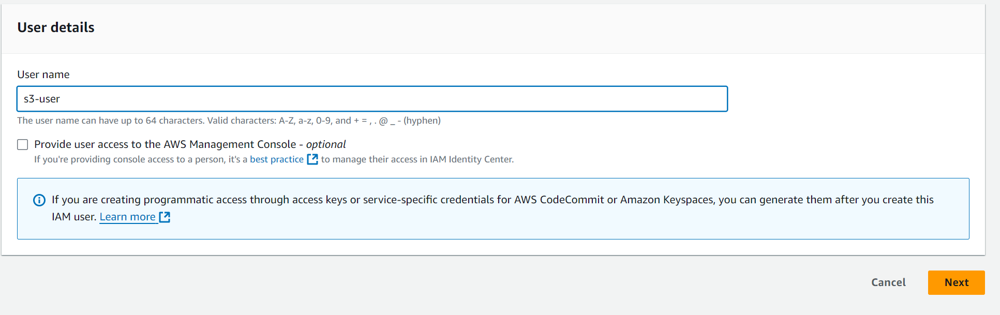 User details
User name
s3-user
The user name can have up to 64 characters. Valid characters: A-Z, a-z, 0-9, and + = , . @ _ - (hyphen)
Provide user access to the AWS Management Console - optional
If you're providing console access to a person, it's a best practice to manage their access in IAM Identity Center.
If you are creating programmatic access through access keys or service-specific credentials for AWS CodeCommit or Amazon Keyspaces, you can generate them after you create this
IAM user. Learn more
Cancel Next